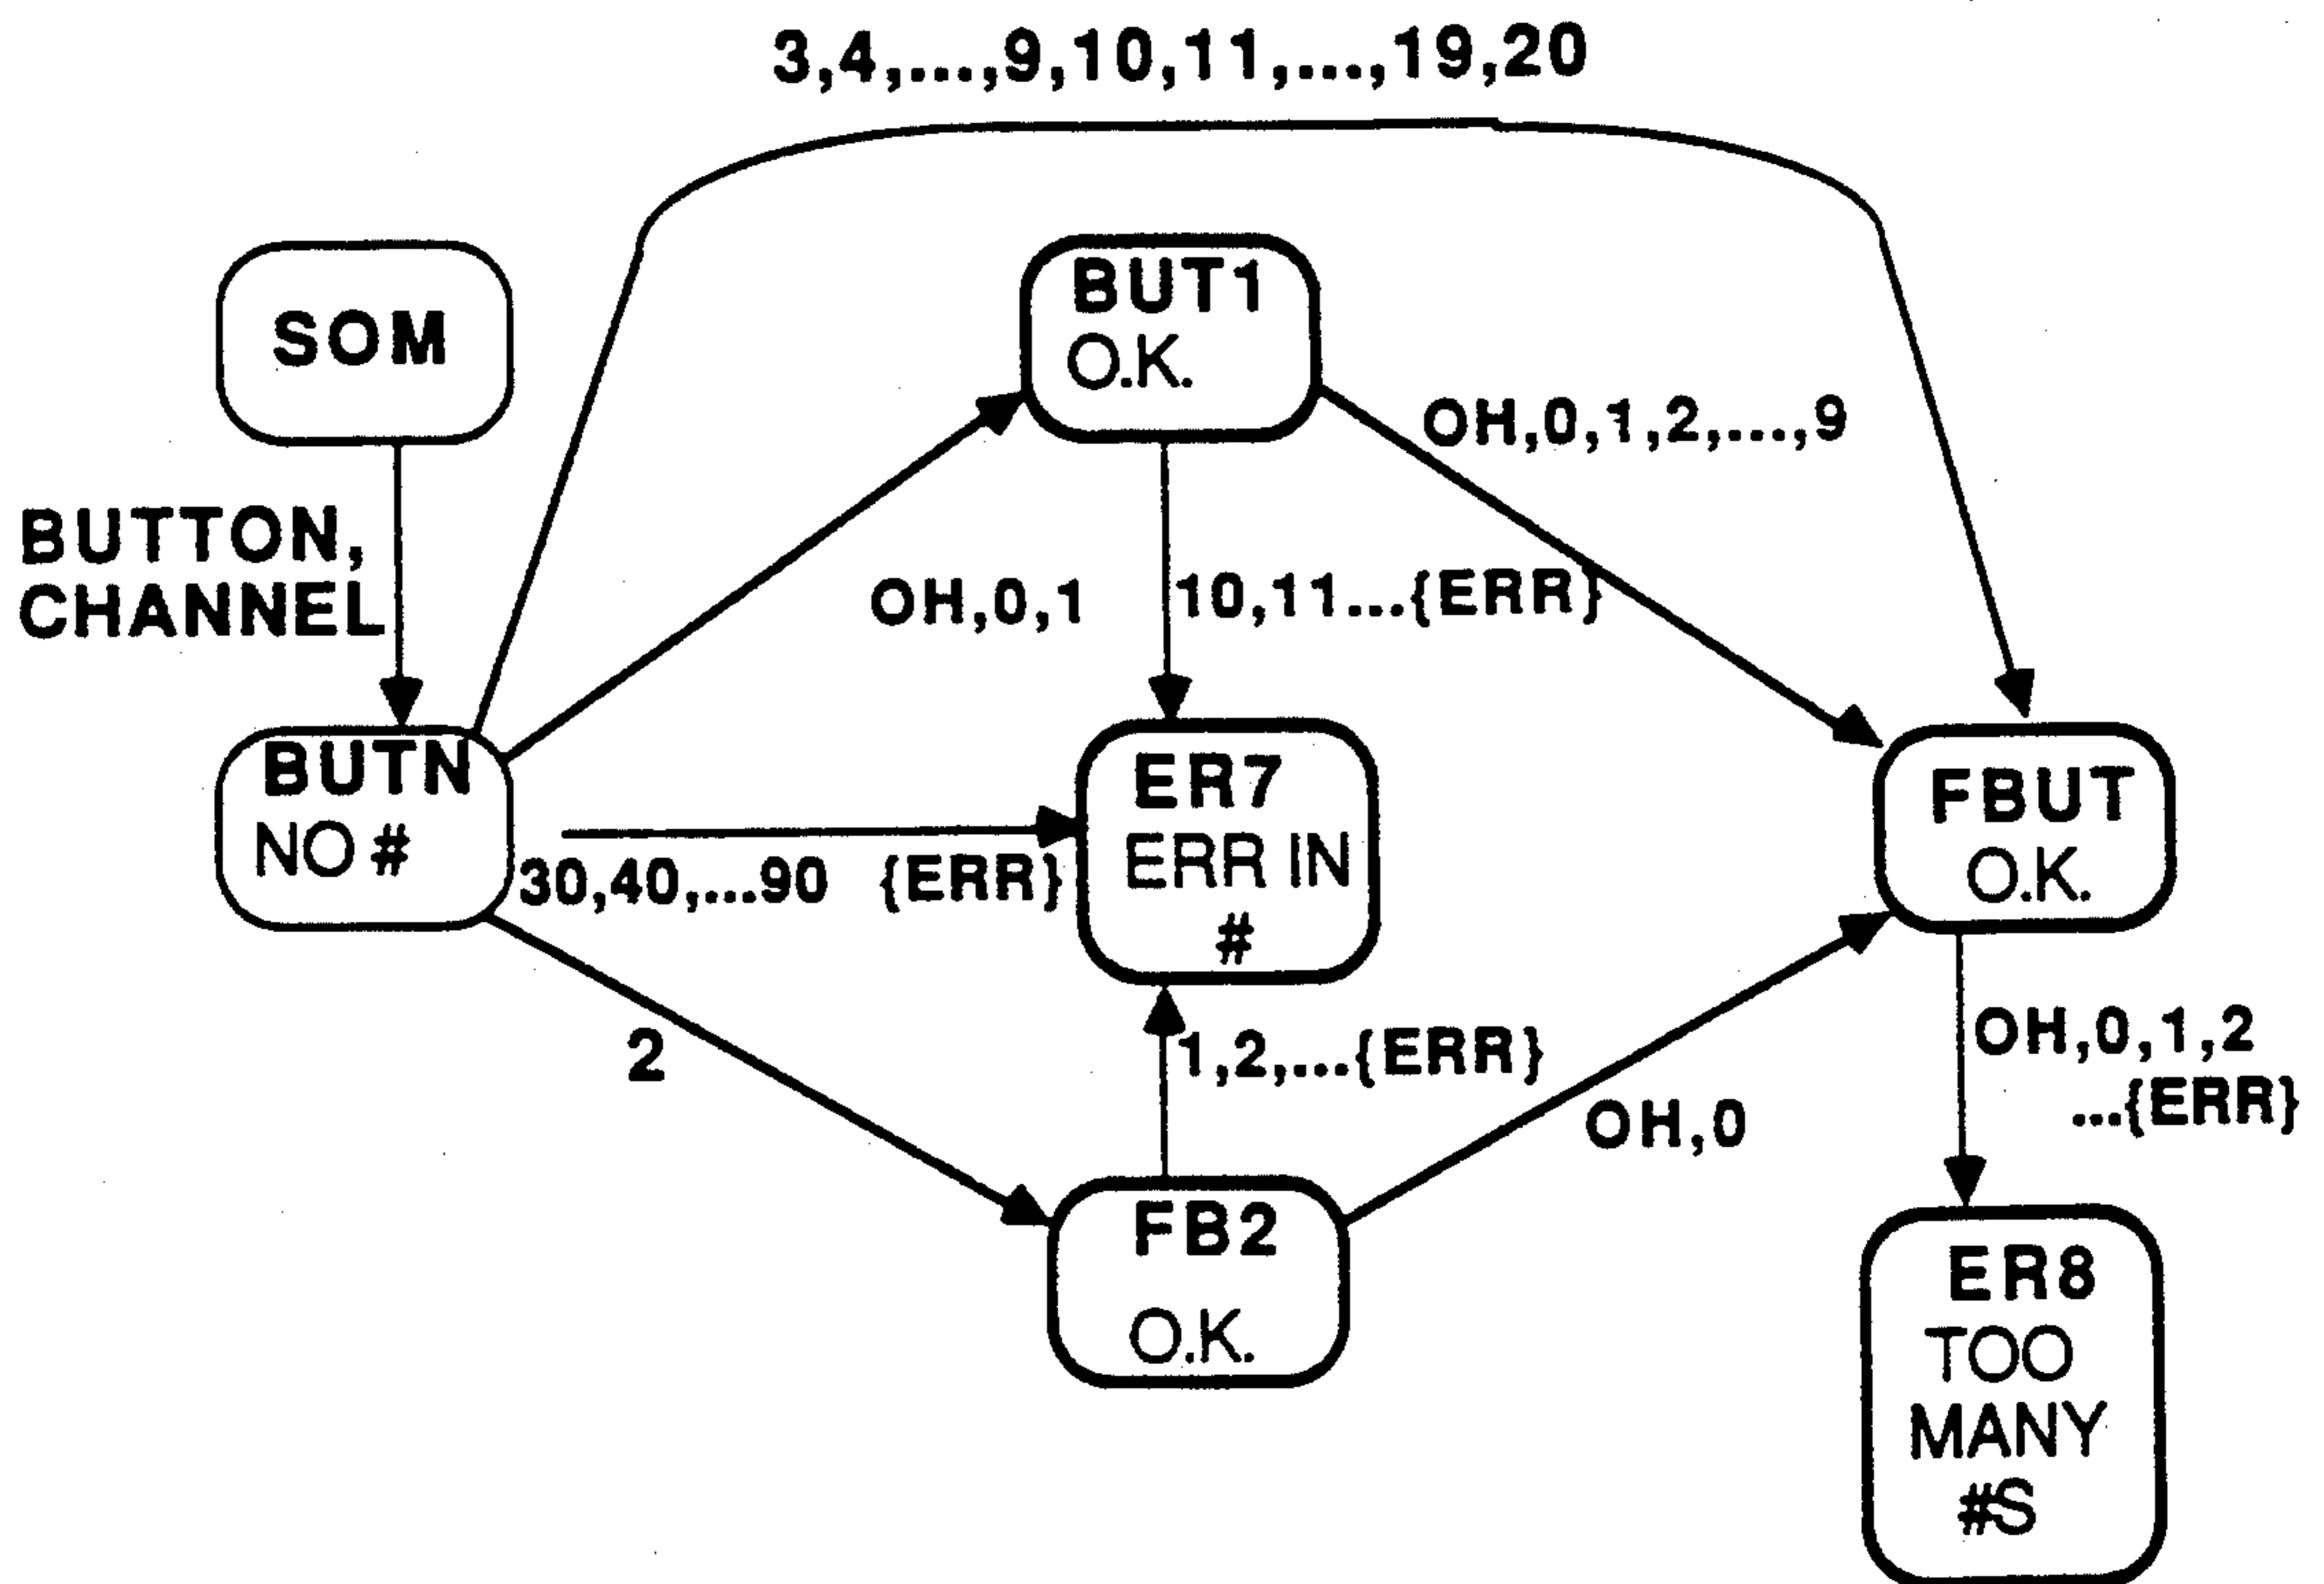 3,4,...,9,10,11,...,19,20
SOM
BUT1
O.K.
OH,0,1,2,...,9
BUTTON,
CHANNEL
OH,0,1
10,11...{ERR}
BUTN
NO #
30,40,...90 {ERR}
ER7
ERR IN
#
FBUT
O.K.
2
1,2,...{ERR}
OH,0
OH,0,1,2
...{ERR}
FB2
O.K.
ER8
TOO
MANY
#S